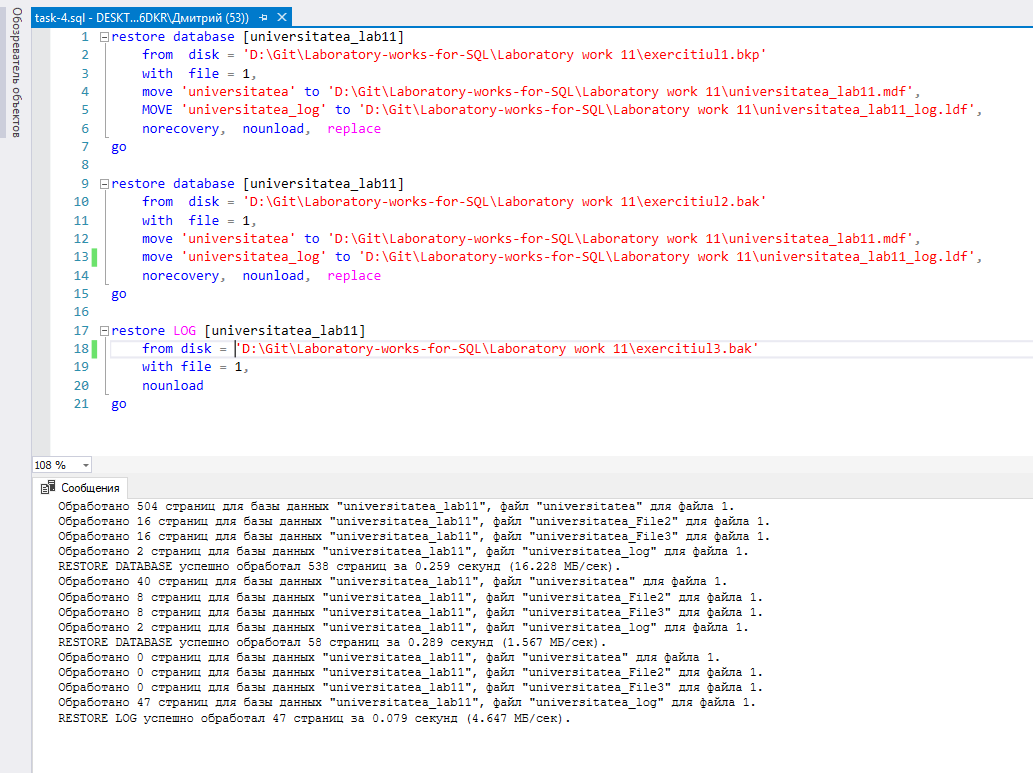 Обозреватель объектов
task-4.sql - DESKT...6DKR\Дмитрий (53))
1 restore database [universitatea_lab11]
2 from disk = 'D:\Git\Laboratory-works-for-SQL\Laboratory work 11\exercitiul1.bkp'
3 with file = 1,
4 move 'universitatea' to 'D:\Git\Laboratory-works-for-SQL\Laboratory work 11\universitatea_lab11.mdf',
5 MOVE 'universitatea_log' to 'D:\Git\Laboratory-works-for-SQL\Laboratory work 11\universitatea_lab11_log.ldf',
6 norecovery, nounload, replace
7 go
8
9 restore database [universitatea_lab11]
10 from disk = 'D:\Git\Laboratory-works-for-SQL\Laboratory work 11\exercitiul2.bak'
11 with file = 1,
12 move 'universitatea' to 'D:\Git\Laboratory-works-for-SQL\Laboratory work 11\universitatea_lab11.mdf',
13 move 'universitatea_log' to 'D:\Git\Laboratory-works-for-SQL\Laboratory work 11\universitatea_lab11_log.ldf',
14 norecovery, nounload, replace
15 go
16
17 restore LOG [universitatea_lab11]
18 from disk = 'D:\Git\Laboratory-works-for-SQL\Laboratory work 11\exercitiul3.bak'
19 with file = 1,
20 nounload
21 go
108 %
Сообщения
Обработано 504 страниц для базы данных "universitatea_lab11", файл "universitatea" для файла 1.
Обработано 16 страниц для базы данных "universitatea_lab11", файл "universitatea_File2" для файла 1.
Обработано 16 страниц для базы данных "universitatea_lab11", файл "universitatea_File3" для файла 1.
Обработано 2 страниц для базы данных "universitatea_lab11", файл "universitatea_log" для файла 1.
RESTORE DATABASE успешно обработал 538 страниц за 0.259 секунд (16.228 МБ/сек).
Обработано 40 страниц для базы данных "universitatea_lab11", файл "universitatea" для файла 1.
Обработано 8 страниц для базы данных "universitatea_lab11", файл "universitatea_File2" для файла 1.
Обработано 8 страниц для базы данных "universitatea_lab11", файл "universitatea_File3" для файла 1.
Обработано 2 страниц для базы данных "universitatea_lab11", файл "universitatea_log" для файла 1.
RESTORE DATABASE успешно обработал 58 страниц за 0.289 секунд (1.567 МБ/сек).
Обработано 0 страниц для базы данных "universitatea_lab11", файл "universitatea" для файла 1.
Обработано 0 страниц для базы данных "universitatea_lab11", файл "universitatea_File2" для файла 1.
Обработано 0 страниц для базы данных "universitatea_lab11", файл "universitatea_File3" для файла 1.
Обработано 47 страниц для базы данных "universitatea_lab11", файл "universitatea_log" для файла 1.
RESTORE LOG успешно обработал 47 страниц за 0.079 секунд (4.647 МБ/сек).